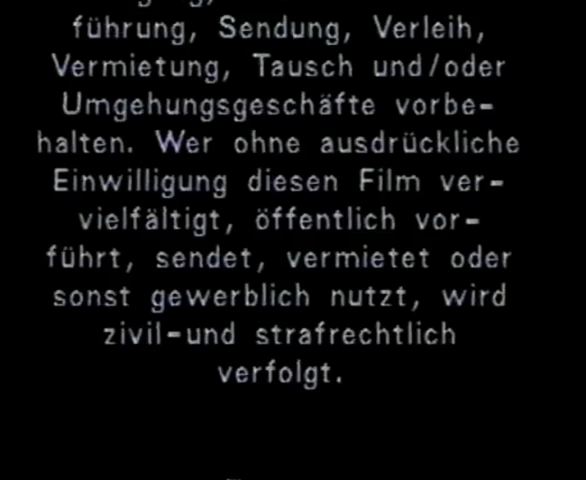 führung, Sendung, Verleih,
Vermietung, Tausch und/oder
Umgehungsgeschäfte vorbe-
halten. Wer ohne ausdrückliche
Einwilligung diesen Film ver-
vielfältigt, öffentlich vor-
führt, sendet, vermietet oder
sonst gewerblich nutzt, wird
zivil-und strafrechtlich
verfolgt.